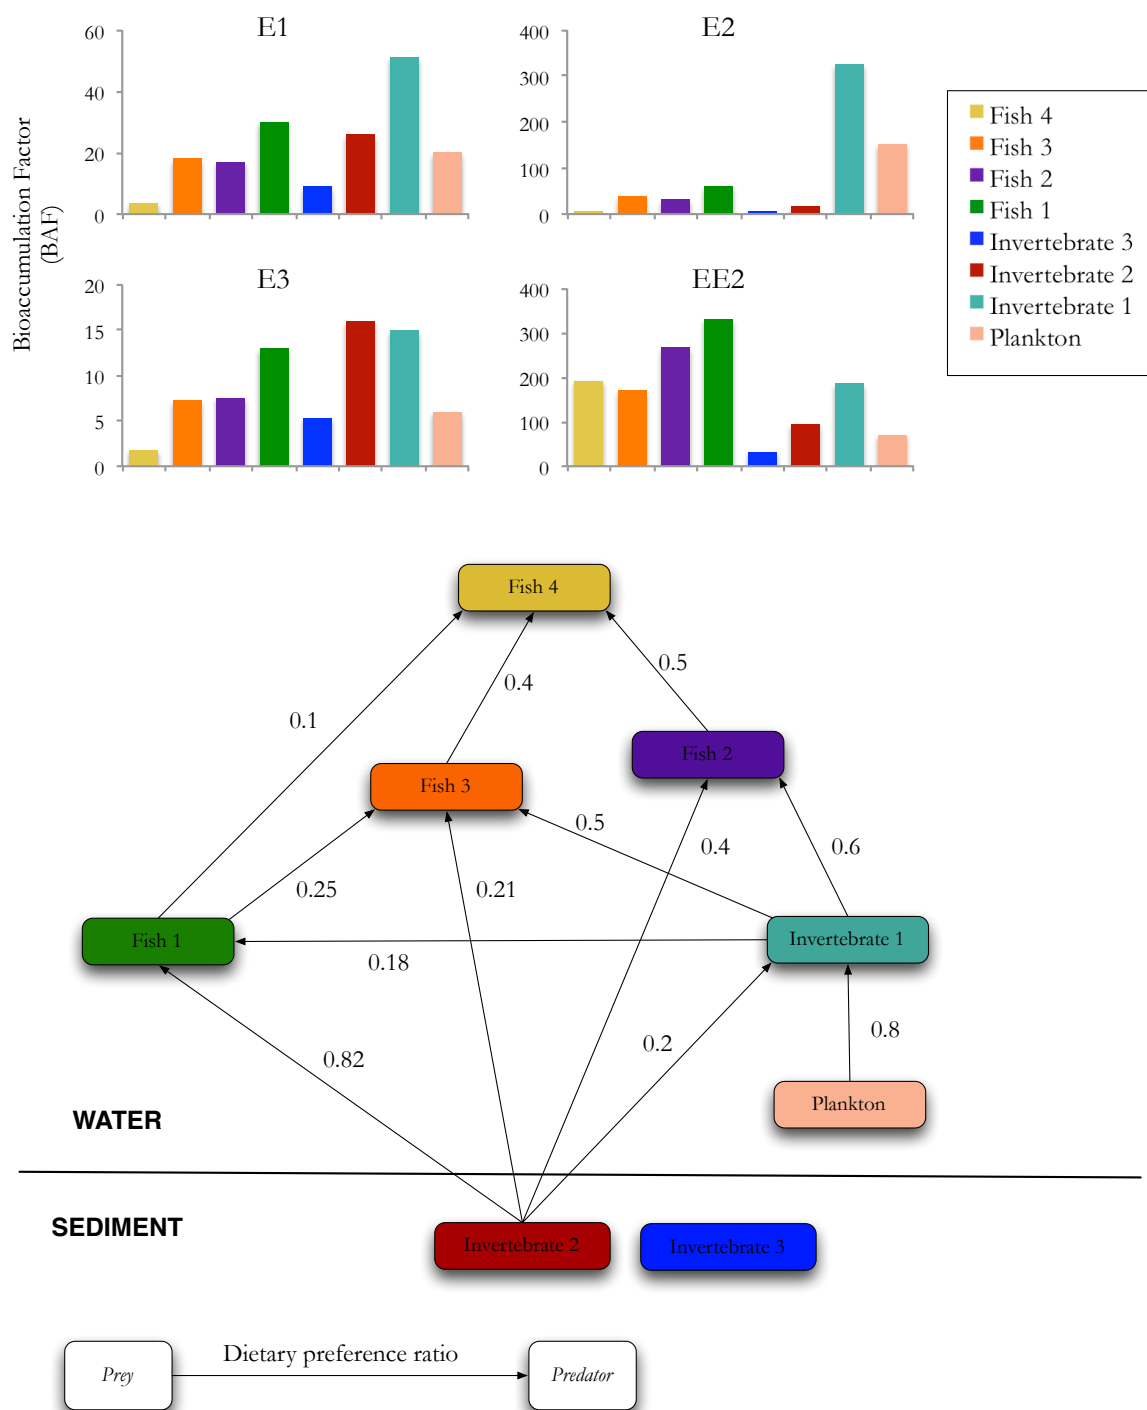 E1
E2
60
40
20
0
400
300
200
100
0
Bioaccumulation Factor
(BAF)
Fish 4
Fish 3
Fish 2
Fish 1
Invertebrate 3
Invertebrate 2
Invertebrate 1
Plankton
E3
EE2
20
15
10
5
0
400
300
200
100
0
Fish 4
0.5
0.4
0.1
Fish 2
Fish 3
0.5
0.4
0.6
0.25
0.21
Fish 1
Invertebrate 1
0.18
0.82
0.2
0.8
Plankton
WATER
SEDIMENT
Invertebrate 2
Invertebrate 3
Dietary preference ratio
Prey
Predator